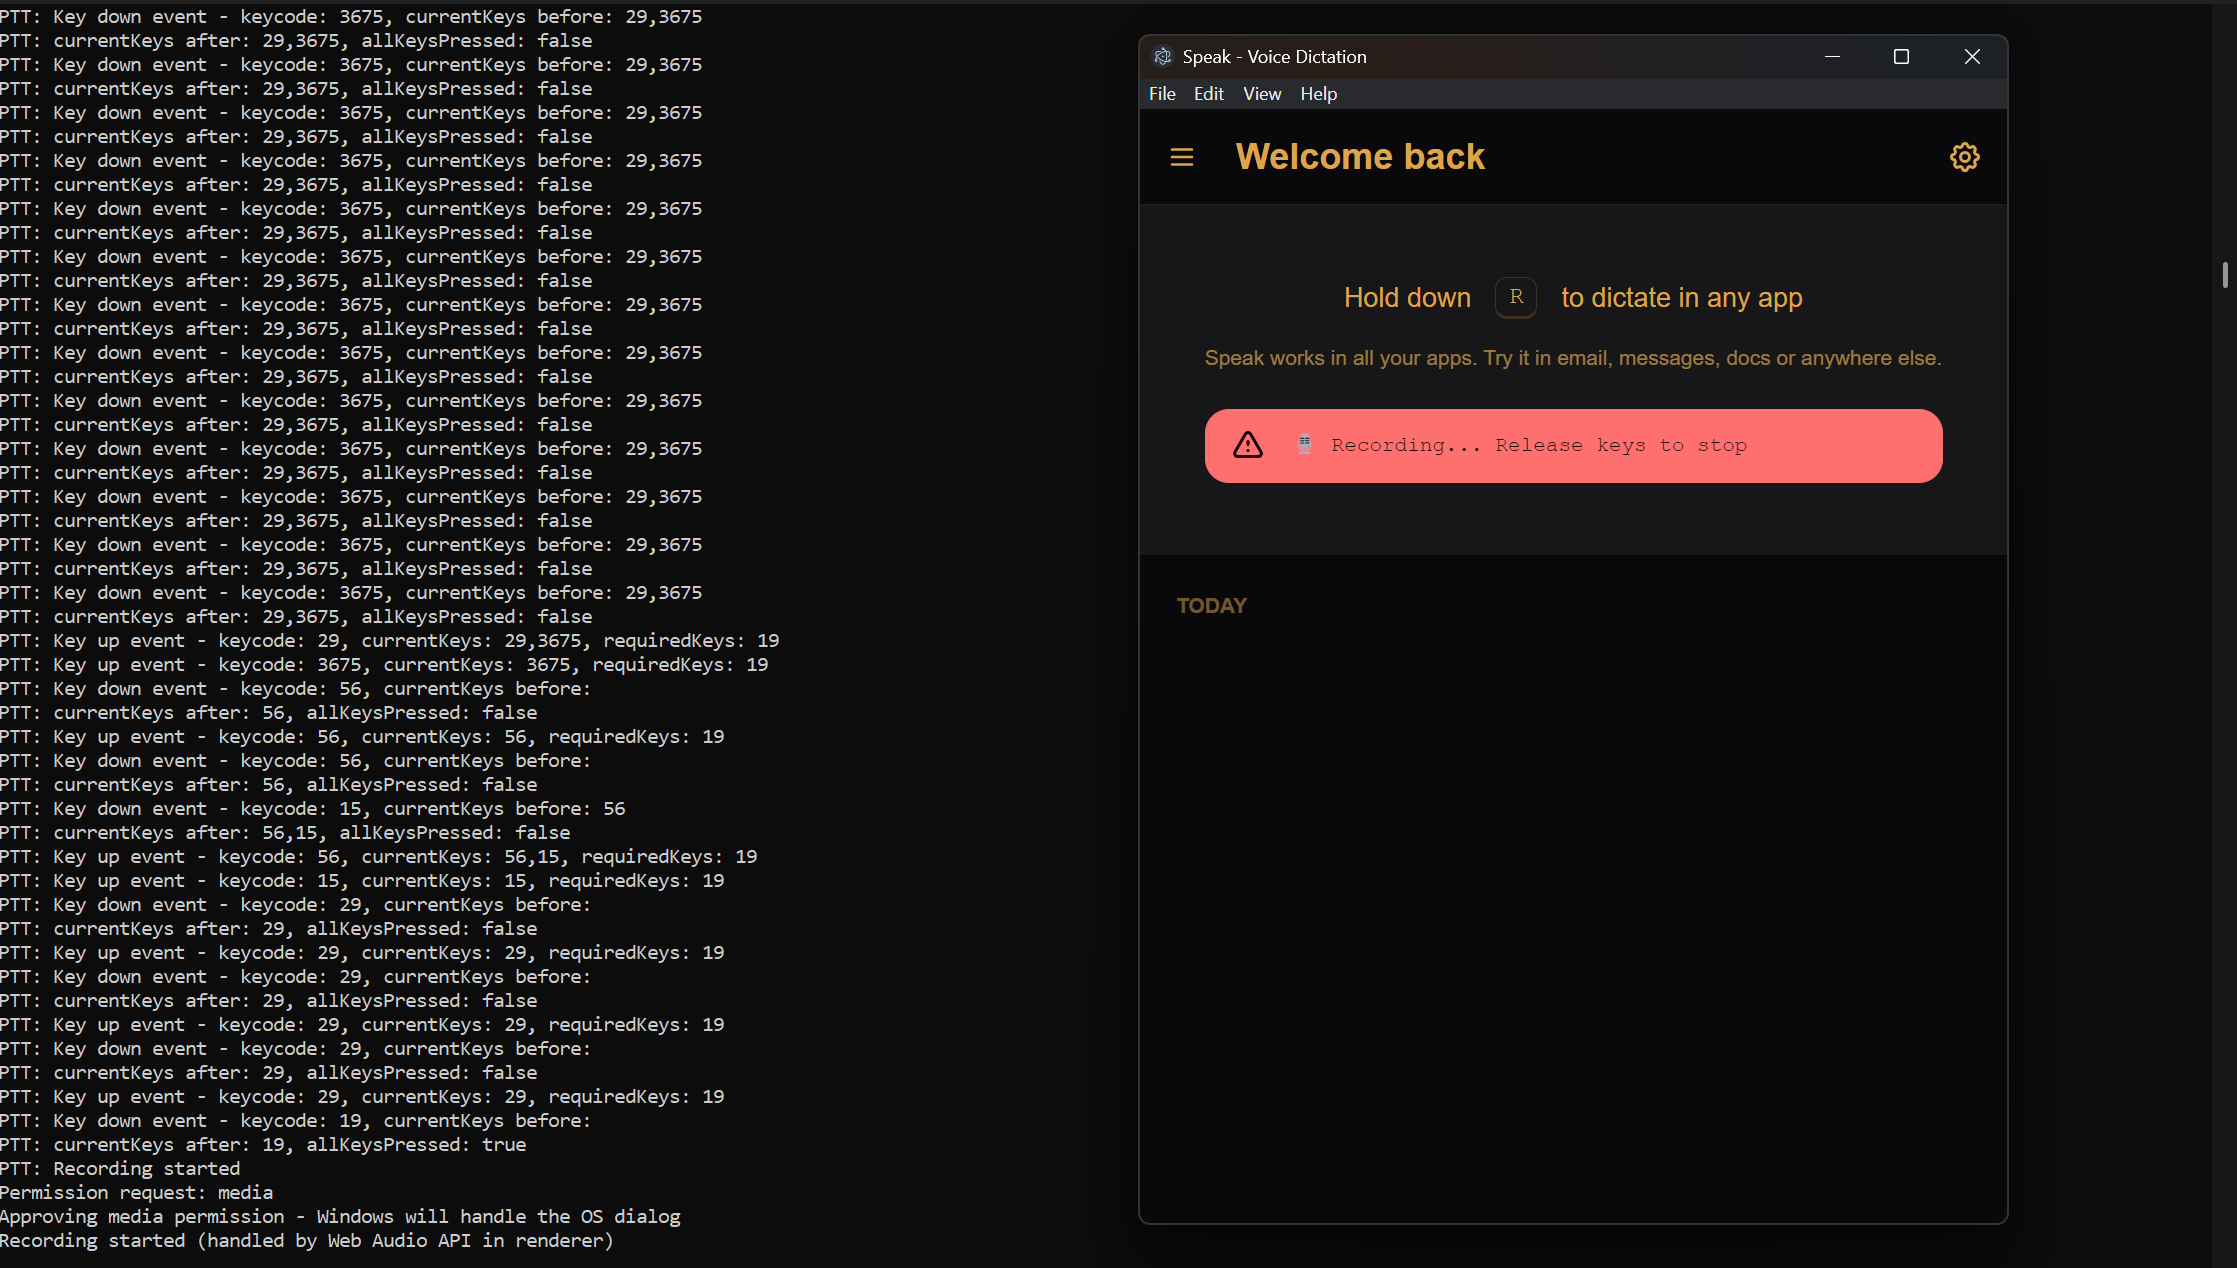 PTT: Key down event - keycode: 3675, currentKeys before: 29,3675
PTT: currentKeys after: 29,3675, allKeysPressed: false
PTT: Key down event - keycode: 3675, currentKeys before: 29,3675
PTT: currentKeys after: 29,3675, allKeysPressed: false
PTT: Key down event - keycode: 3675, currentKeys before: 29,3675
PTT: currentKeys after: 29,3675, allKeysPressed: false
PTT: Key down event - keycode: 3675, currentKeys before: 29,3675
PTT: currentKeys after: 29,3675, allKeysPressed: false
PTT: Key down event - keycode: 3675, currentKeys before: 29,3675
PTT: currentKeys after: 29,3675, allKeysPressed: false
PTT: Key down event - keycode: 3675, currentKeys before: 29,3675
PTT: currentKeys after: 29,3675, allKeysPressed: false
PTT: Key down event - keycode: 3675, currentKeys before: 29,3675
PTT: currentKeys after: 29,3675, allKeysPressed: false
PTT: Key down event - keycode: 3675, currentKeys before: 29,3675
PTT: currentKeys after: 29,3675, allKeysPressed: false
PTT: Key down event - keycode: 3675, currentKeys before: 29,3675
PTT: currentKeys after: 29,3675, allKeysPressed: false
PTT: Key down event - keycode: 3675, currentKeys before: 29,3675
PTT: currentKeys after: 29,3675, allKeysPressed: false
PTT: Key down event - keycode: 3675, currentKeys before: 29,3675
PTT: currentKeys after: 29,3675, allKeysPressed: false
PTT: Key down event - keycode: 3675, currentKeys before: 29,3675
PTT: currentKeys after: 29,3675, allKeysPressed: false
PTT: Key down event - keycode: 3675, currentKeys before: 29,3675
PTT: currentKeys after: 29,3675, allKeysPressed: false
PTT: Key up event - keycode: 29, currentKeys: 29,3675, requiredKeys: 19
PTT: Key up event - keycode: 3675, currentKeys: 3675, requiredKeys: 19
PTT: Key down event - keycode: 56, currentKeys before:
PTT: currentKeys after: 56, allKeysPressed: false
PTT: Key up event - keycode: 56, currentKeys: 56, requiredKeys: 19
PTT: Key down event - keycode: 56, currentKeys before:
PTT: currentKeys after: 56, allKeysPressed: false
PTT: Key down event - keycode: 15, currentKeys before: 56
PTT: currentKeys after: 56,15, allKeysPressed: false
PTT: Key up event - keycode: 56, currentKeys: 56,15, requiredKeys: 19
PTT: Key up event - keycode: 15, currentKeys: 15, requiredKeys: 19
PTT: Key down event - keycode: 29, currentKeys before:
PTT: currentKeys after: 29, allKeysPressed: false
PTT: Key up event - keycode: 29, currentKeys: 29, requiredKeys: 19
PTT: Key down event - keycode: 29, currentKeys before:
PTT: currentKeys after: 29, allKeysPressed: false
PTT: Key up event - keycode: 29, currentKeys: 29, requiredKeys: 19
PTT: Key down event - keycode: 29, currentKeys before:
PTT: currentKeys after: 29, allKeysPressed: false
PTT: Key up event - keycode: 29, currentKeys: 29, requiredKeys: 19
PTT: Key down event - keycode: 19, currentKeys before:
PTT: currentKeys after: 19, allKeysPressed: true
PTT: Recording started
Permission request: media
Approving media permission - Windows will handle the OS dialog
Recording started (handled by Web Audio API in renderer)
Speak - Voice Dictation
File Edit View Help
Welcome back
Hold down R to dictate in any app
Speak works in all your apps. Try it in email, messages, docs or anywhere else.
Recording... Release keys to stop
TODAY